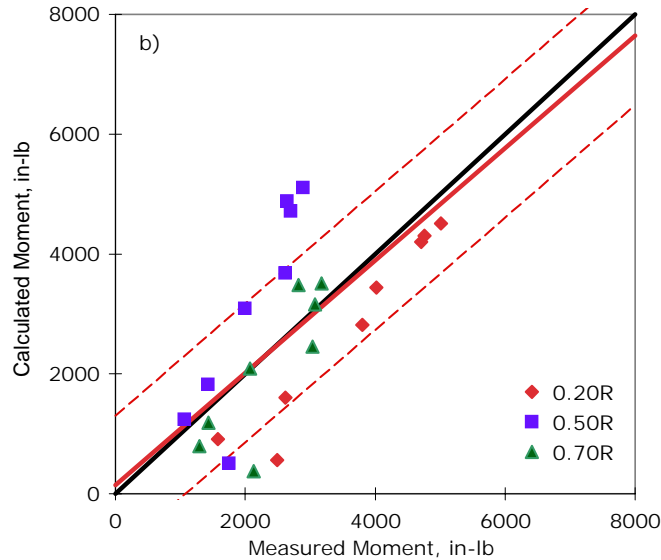 b)
8000
6000
4000
2000
0
Calculated Moment, in-lb
0.20R
0.50R
0.70R
0 2000 4000 6000 8000
Measured Moment, in-lb